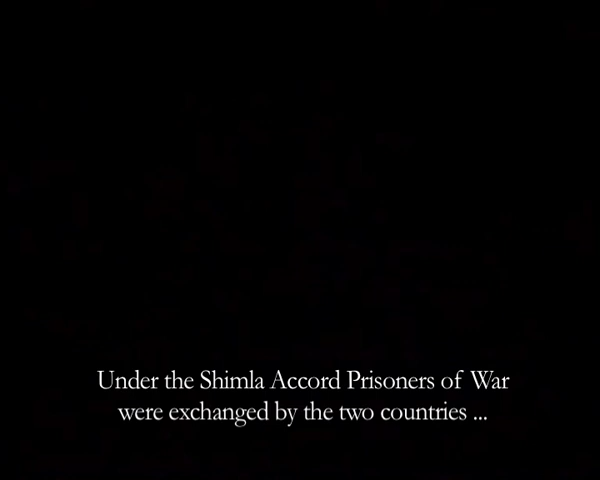 Under the Shimla Accord Prisoners of War
were exchanged by the two countries ...